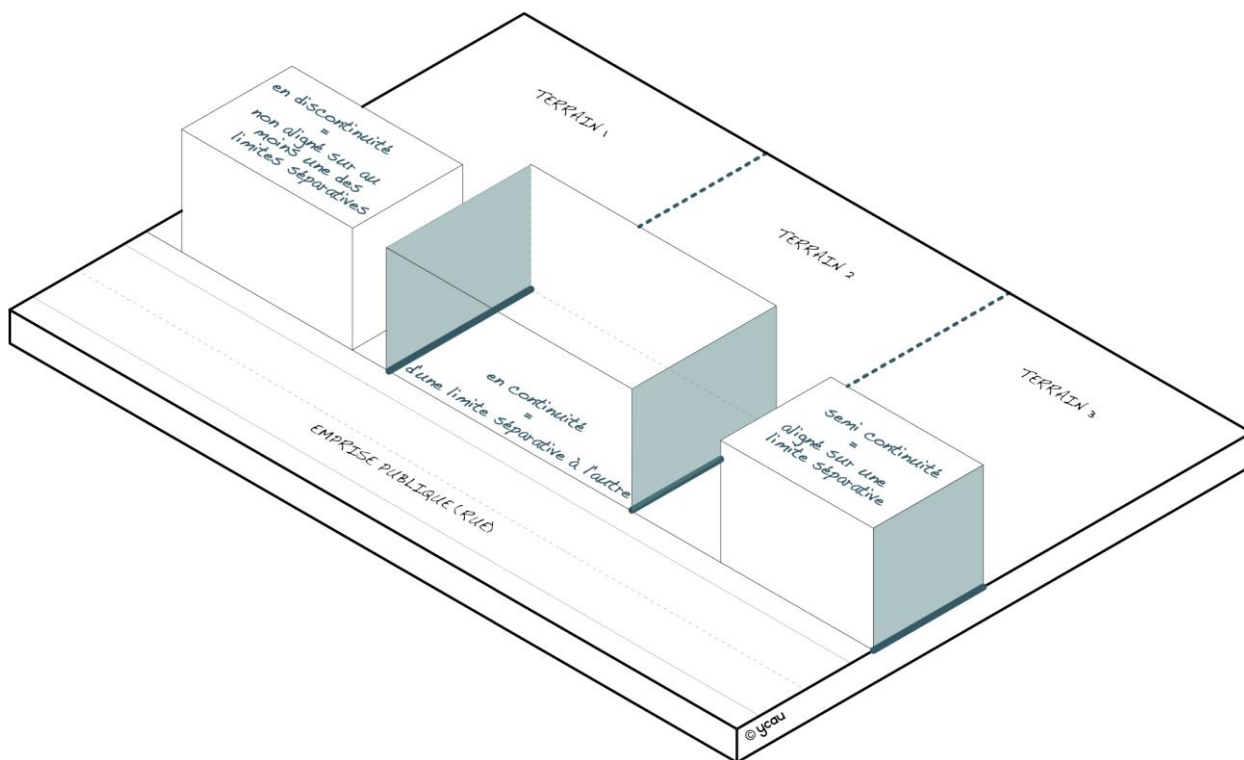 TERRAIN 1
en discontinuité
=
non aligné sur au
moins une des
limites séparatives
TERRAIN 2
en continuité
=
d'une limite séparative à l'autre
TERRAIN 3
semi continuité
=
aligné sur une
limite séparative
EMPRISE PUBLIQUE (RUE)
© ycau